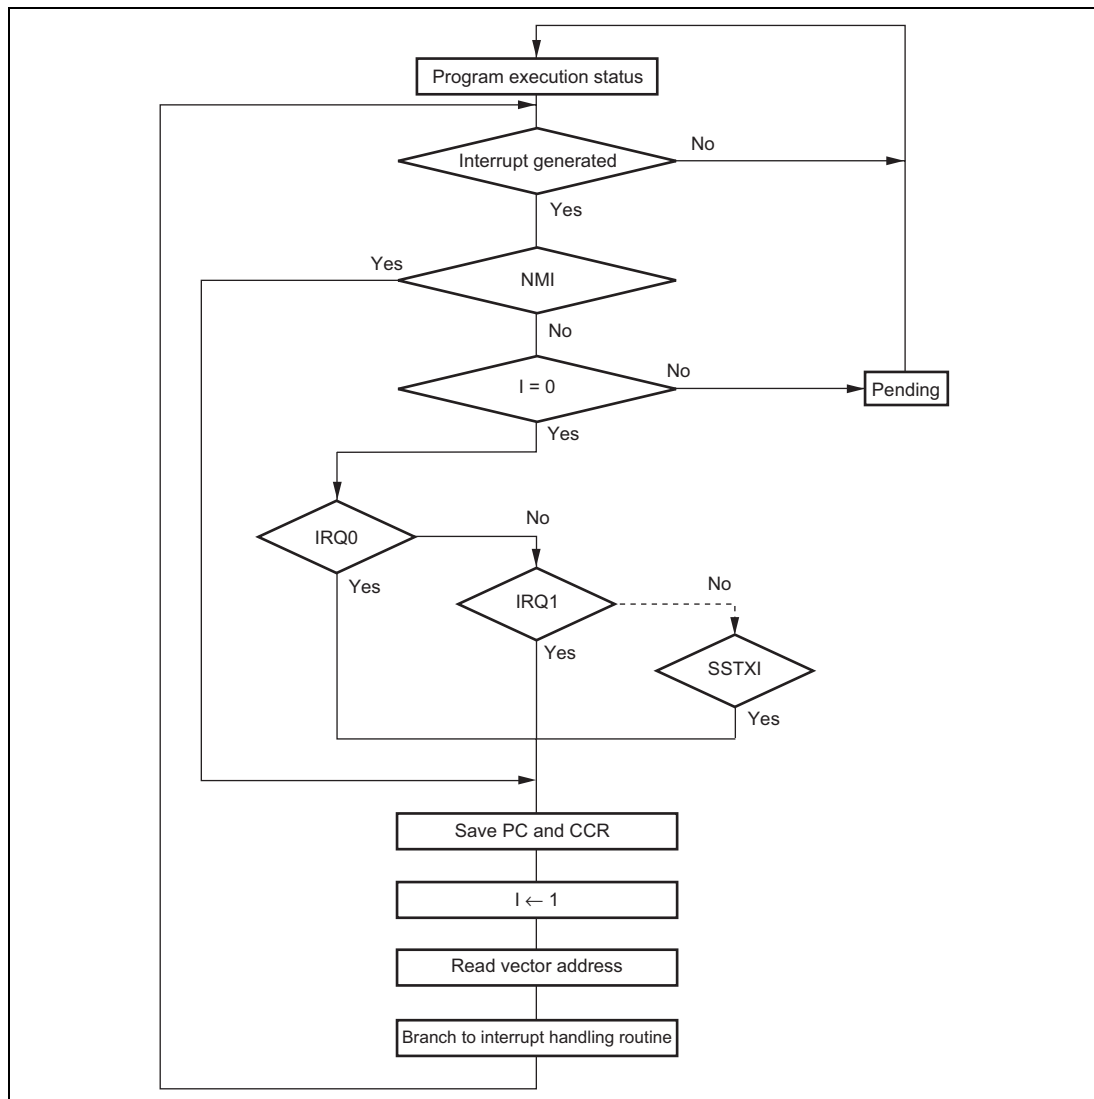 Program execution status
Interrupt generated
No
Yes
Yes
NMI
No
I = 0
No
Pending
Yes
IRQ0
No
Yes
IRQ1
No
Yes
SSTXI
Yes
Save PC and CCR
I ← 1
Read vector address
Branch to interrupt handling routine